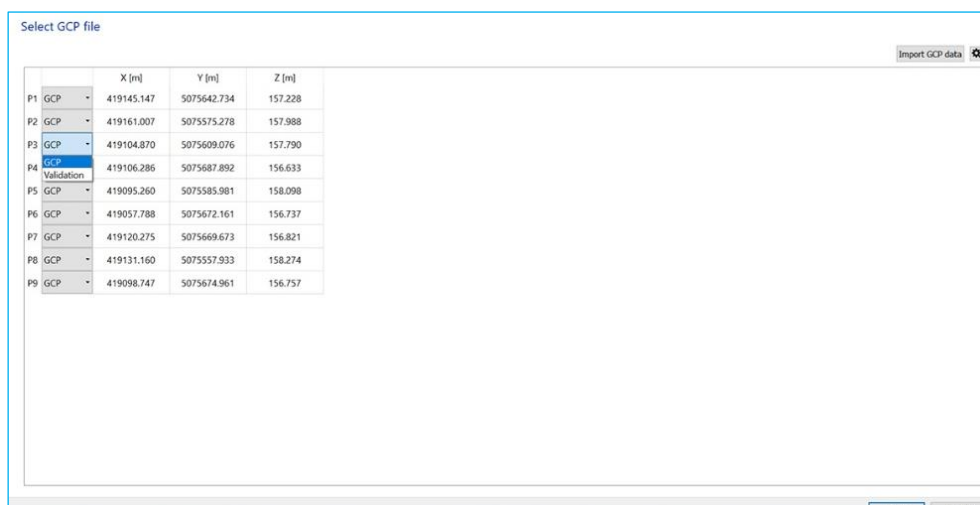 Select GCP file
Import GCP data
X [m] Y [m] Z [m]
P1 GCP 419145.147 5075642.734 157.228
P2 GCP 419161.007 5075575.278 157.988
P3 GCP 419104.870 5075609.076 157.790
GCP
P4 419106.286 5075687.892 156.633
Validation
P5 GCP 419095.260 5075585.981 158.098
P6 GCP 419057.788 5075672.161 156.737
P7 GCP 419120.275 5075669.673 156.821
P8 GCP 419131.160 5075557.933 158.274
P9 GCP 419098.747 5075674.961 156.757